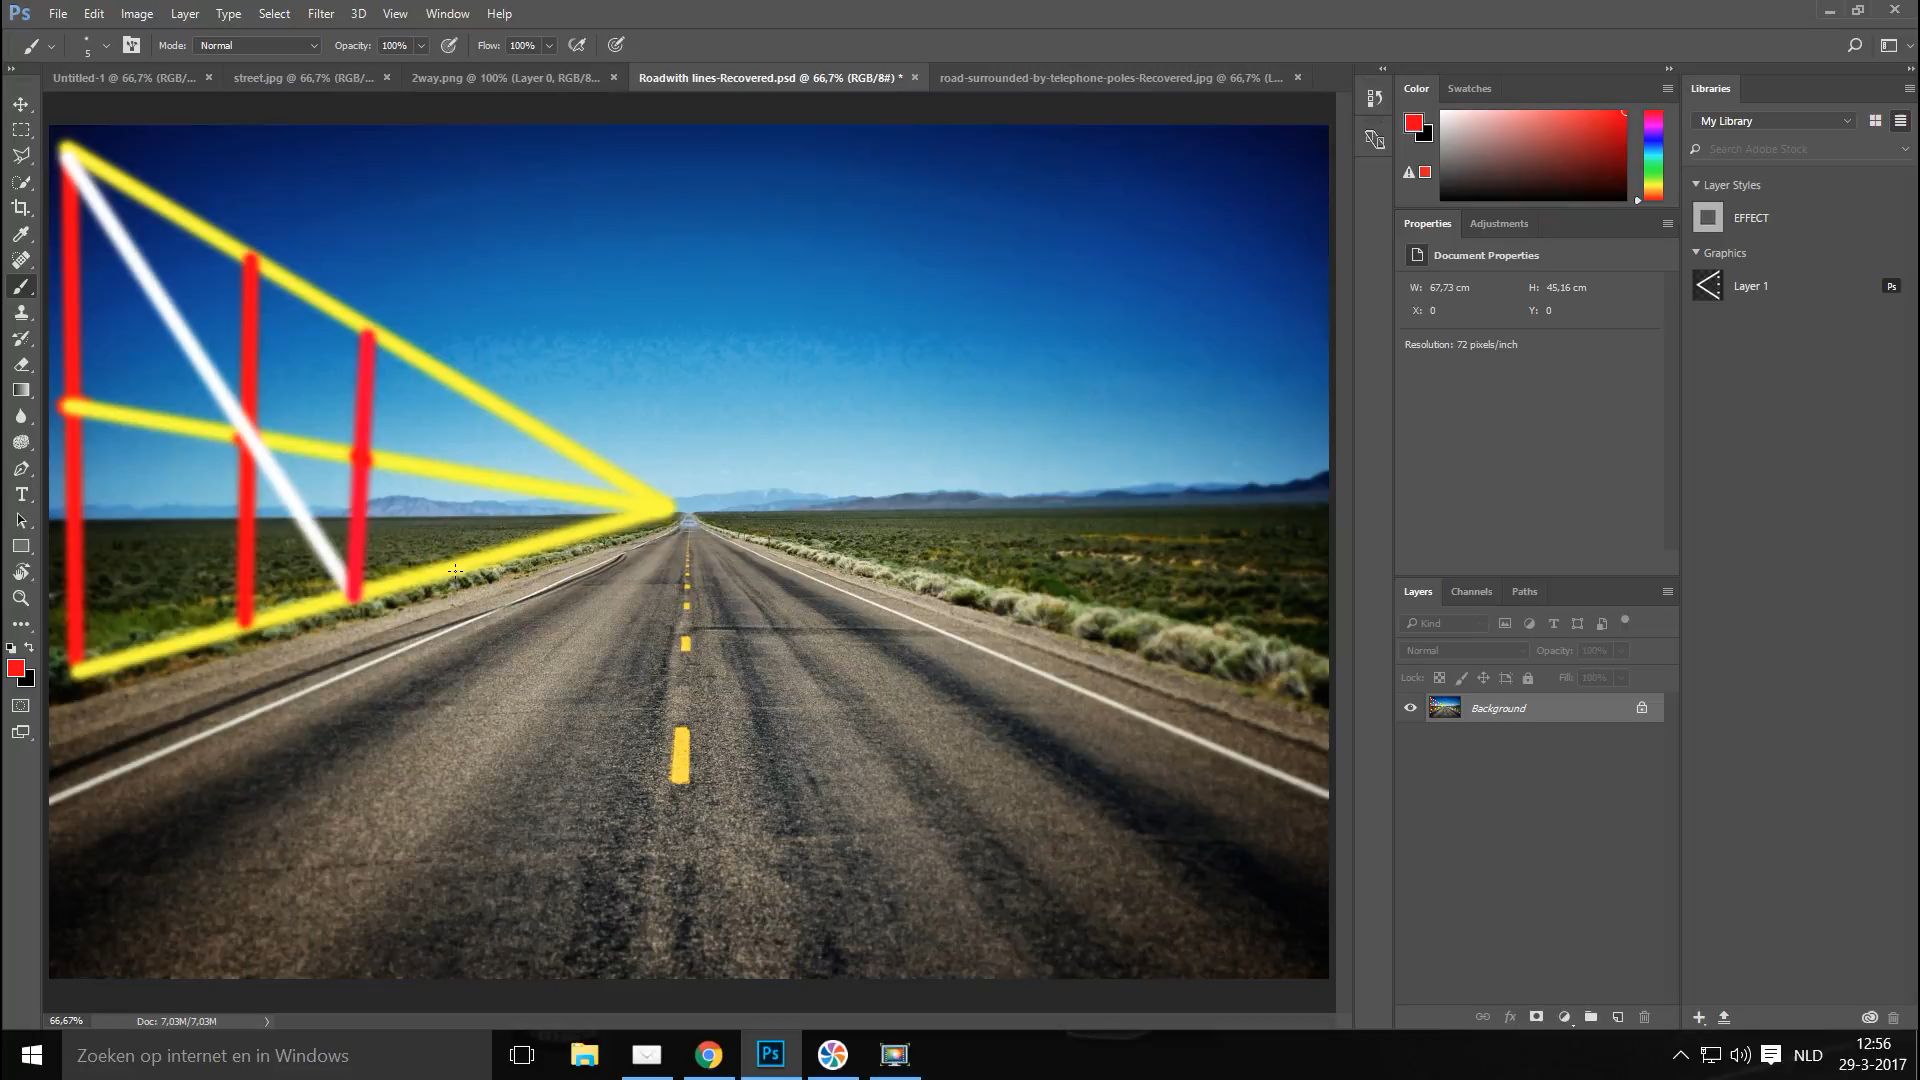 Ps File Edit Image Layer Type Select Filter 3D View Window Help
5 Mode: Normal Opacity: 100% Flow: 100%
Untitled-1 @ 66,7% (RGB/... × street.jpg @ 66,7% (RGB/... × 2way.png @ 100% (Layer 0, RGB/8... × Roadwith lines-Recovered.psd @ 66,7% (RGB/8#) * × road-surrounded-by-telephone-poles-Recovered.jpg @ 66,7% (L... ×
Color Swatches
Libraries
My Library
Search Adobe Stock
Layer Styles
EFFECT
Graphics
Layer 1 Ps
Properties Adjustments
Document Properties
W: 67,73 cm H: 45,16 cm
X: 0 Y: 0
Resolution: 72 pixels/inch
Layers Channels Paths
Kind
Normal Opacity: 100%
Lock: Fill: 100%
Background
66,67% Doc: 7,03M/7,03M
Zoeken op internet en in Windows
Ps
NLD
12:56
29-3-2017